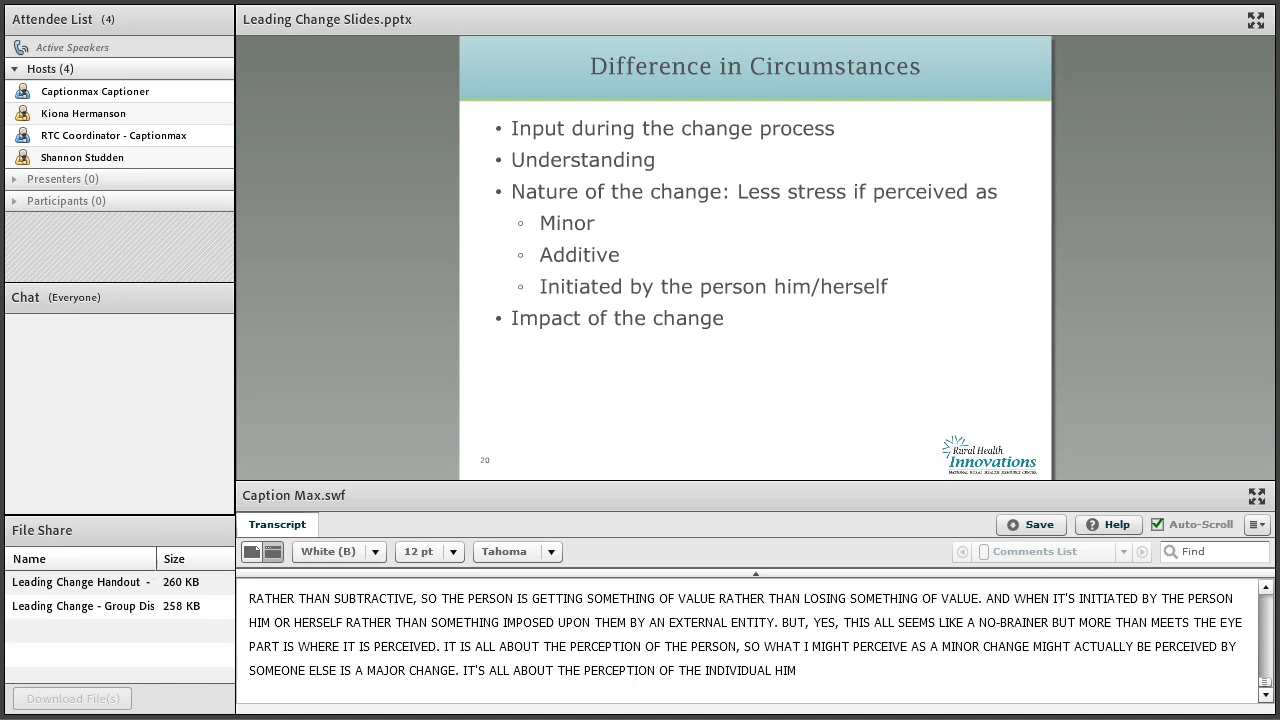 Attendee List (4)
Active Speakers
Hosts (4)
Captionmax Captioner
Kiona Hermanson
RTC Coordinator - Captionmax
Shannon Studden
Presenters (0)
Participants (0)
Chat (Everyone)
File Share
Name Size
Leading Change Handout - 260 KB
Leading Change - Group Dis 258 KB
Download File(s)
Leading Change Slides.pptx
Difference in Circumstances
• Input during the change process
• Understanding
• Nature of the change: Less stress if perceived as
◦ Minor
◦ Additive
◦ Initiated by the person him/herself
• Impact of the change
20
Rural Health
Innovations
NATIONAL RURAL HEALTH RESOURCE CENTER
Caption Max.swf
Transcript
Save Help Auto-Scroll
White (B) 12 pt Tahoma Comments List Find
RATHER THAN SUBTRACTIVE, SO THE PERSON IS GETTING SOMETHING OF VALUE RATHER THAN LOSING SOMETHING OF VALUE. AND WHEN IT'S INITIATED BY THE PERSON
HIM OR HERSELF RATHER THAN SOMETHING IMPOSED UPON THEM BY AN EXTERNAL ENTITY. BUT, YES, THIS ALL SEEMS LIKE A NO-BRAINER BUT MORE THAN MEETS THE EYE
PART IS WHERE IT IS PERCEIVED. IT IS ALL ABOUT THE PERCEPTION OF THE PERSON, SO WHAT I MIGHT PERCEIVE AS A MINOR CHANGE MIGHT ACTUALLY BE PERCEIVED BY
SOMEONE ELSE IS A MAJOR CHANGE. IT'S ALL ABOUT THE PERCEPTION OF THE INDIVIDUAL HIM